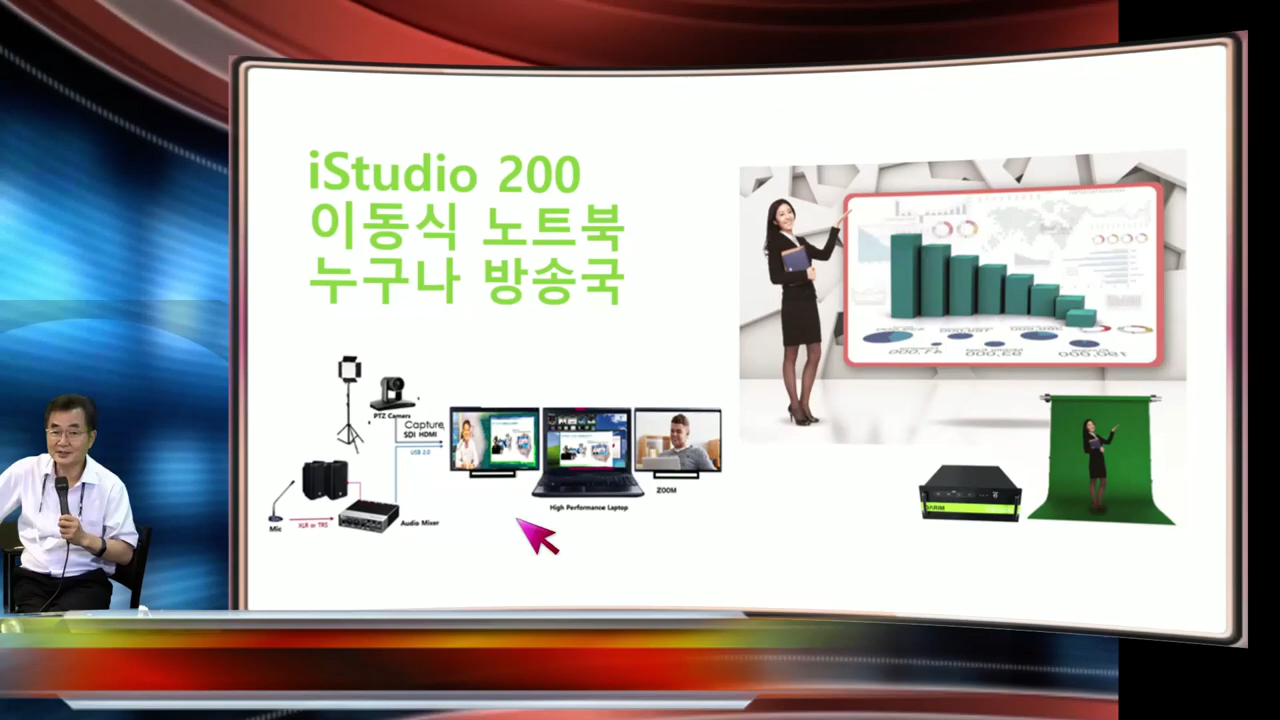 iStudio 200
이동식 노트북
누구나 방송국
PTZ Camera
Capture
SDI HDMI
USB 2.0
Mic
XLR or TRS
Audio Mixer
High Performance Laptop
ZOOM
DARIM